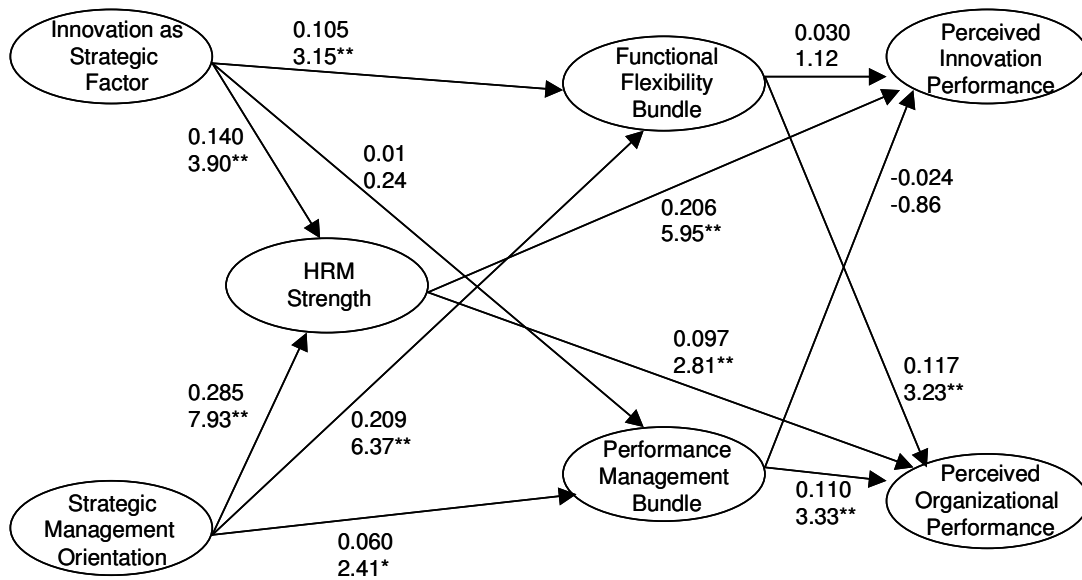 Innovation as
Strategic
Factor
0.105
3.15**
Functional
Flexibility
Bundle
0.030
1.12
Perceived
Innovation
Performance
0.140
3.90**
0.01
0.24
-0.024
-0.86
0.206
5.95**
HRM
Strength
0.097
2.81**
0.117
3.23**
0.285
7.93**
0.209
6.37**
Performance
Management
Bundle
0.110
3.33**
Perceived
Organizational
Performance
Strategic
Management
Orientation
0.060
2.41*